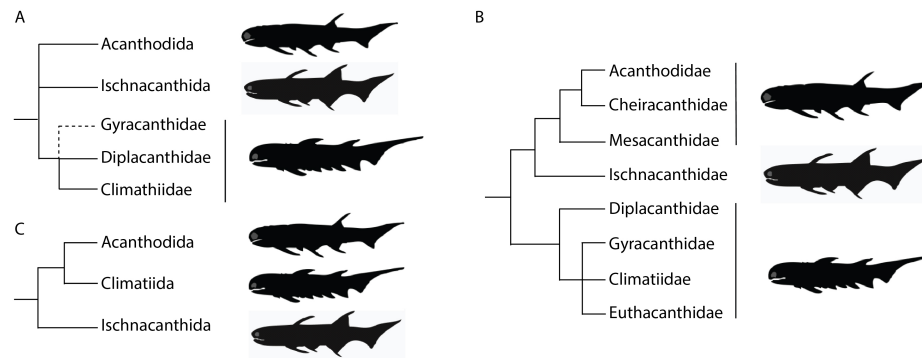 A
Acanthodida
Ischnacanthida
Gyracanthidae
Diplacanthidae
Climathiidae
B
Acanthodidae
Cheiracanthidae
Mesacanthidae
Ischnacanthidae
Diplacanthidae
Gyracanthidae
Climatiidae
Euthacanthidae
C
Acanthodida
Climatiida
Ischnacanthida